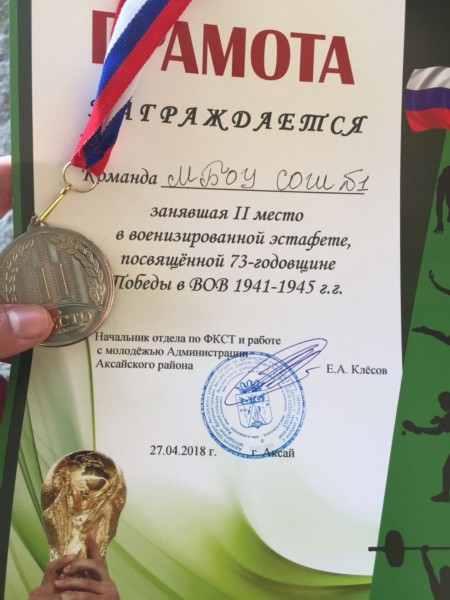 ГРАМОТА
НАГРАЖДАЕТСЯ
Команда МБОУ СОШ №1
занявшая II место
в военизированной эстафете,
посвящённой 73-годовщине
Победы в ВОВ 1941-1945 г.г.
Начальник отдела по ФКСТ и работе
с молодёжью Администрации
Аксайского района
Е.А. Клёсов
27.04.2018 г. г. Аксай
II